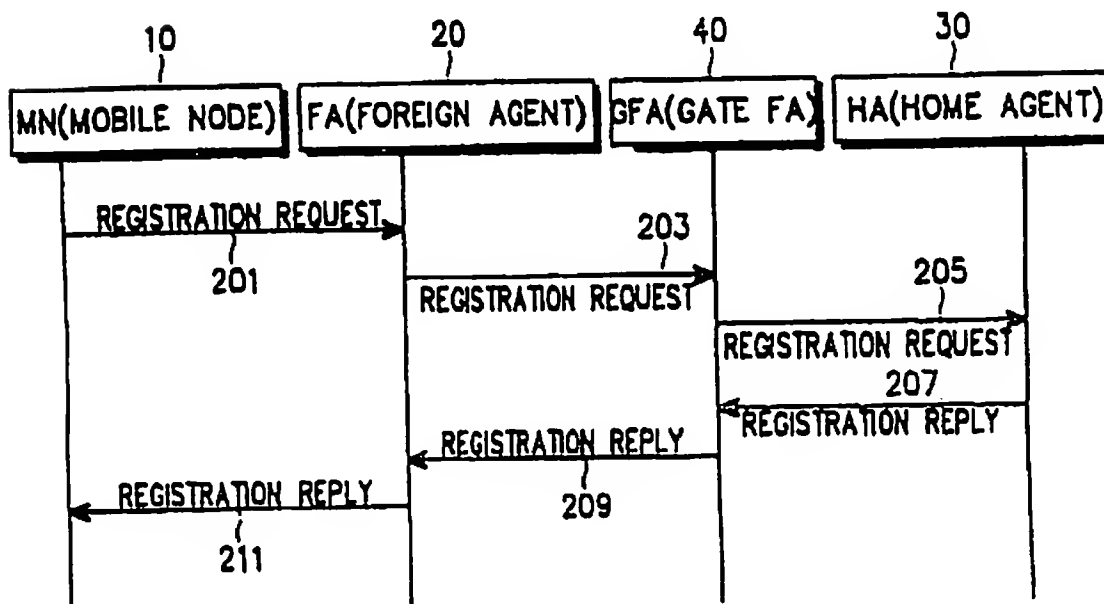 10
20
40
30
MN(MOBILE NODE)
FA(FOREIGN AGENT)
GFA(GATE FA)
HA(HOME AGENT)
REGISTRATION REQUEST
201
203
REGISTRATION REQUEST
205
REGISTRATION REQUEST
207
REGISTRATION REPLY
REGISTRATION REPLY
209
REGISTRATION REPLY
211